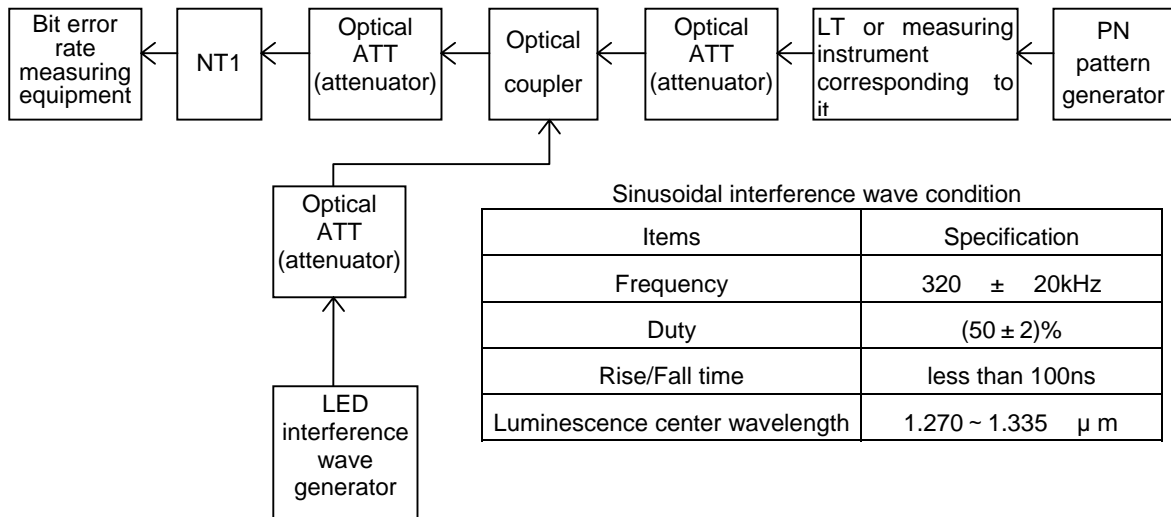 Bit error
rate
measuring
equipment
NT1
Optical
ATT
(attenuator)
Optical
coupler
Optical
ATT
(attenuator)
LT or measuring
instrument
corresponding to
it
PN
pattern
generator
Optical
ATT
(attenuator)
LED
interference
wave
generator
Sinusoidal interference wave condition
Items Specification
Frequency 320 ± 20kHz
Duty (50 ± 2)%
Rise/Fall time less than 100ns
Luminescence center wavelength 1.270 ~ 1.335 μ m